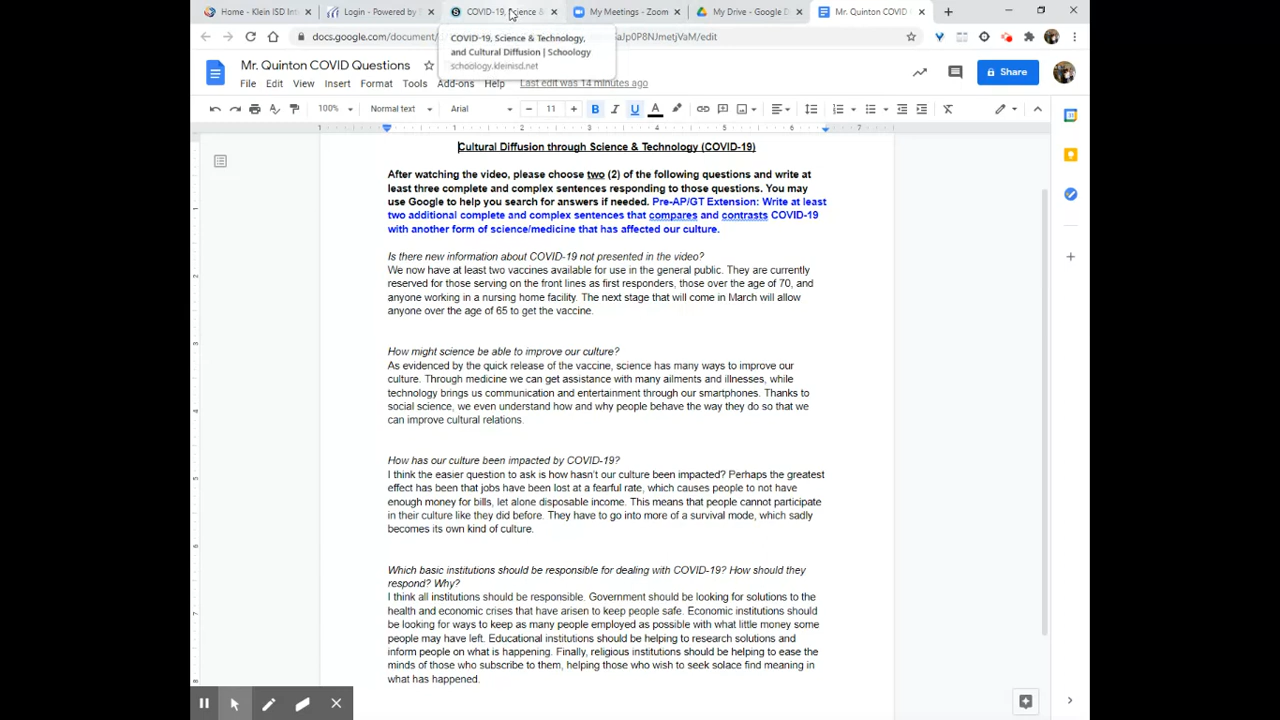 Home - Klein ISD Int
Login - Powered by T
COVID-19, Science &
My Meetings - Zoom
My Drive - Google D
Mr. Quinton COVID
docs.google.com/document/
Jp0P8NJmetjVaM/edit
COVID-19, Science & Technology,
and Cultural Diffusion | Schoology
schoology.kleinisd.net
Mr. Quinton COVID Questions
File Edit View Insert Format Tools Add-ons Help Last edit was 14 minutes ago
Share
100% Normal text Arial 11 B I U A
1 1 2 3 4 5 6 7
Cultural Diffusion through Science & Technology (COVID-19)
After watching the video, please choose two (2) of the following questions and write at
least three complete and complex sentences responding to those questions. You may
use Google to help you search for answers if needed. Pre-AP/GT Extension: Write at least
two additional complete and complex sentences that compares and contrasts COVID-19
with another form of science/medicine that has affected our culture.
Is there new information about COVID-19 not presented in the video?
We now have at least two vaccines available for use in the general public. They are currently
reserved for those serving on the front lines as first responders, those over the age of 70, and
anyone working in a nursing home facility. The next stage that will come in March will allow
anyone over the age of 65 to get the vaccine.
How might science be able to improve our culture?
As evidenced by the quick release of the vaccine, science has many ways to improve our
culture. Through medicine we can get assistance with many ailments and illnesses, while
technology brings us communication and entertainment through our smartphones. Thanks to
social science, we even understand how and why people behave the way they do so that we
can improve cultural relations.
How has our culture been impacted by COVID-19?
I think the easier question to ask is how hasn't our culture been impacted? Perhaps the greatest
effect has been that jobs have been lost at a fearful rate, which causes people to not have
enough money for bills, let alone disposable income. This means that people cannot participate
in their culture like they did before. They have to go into more of a survival mode, which sadly
becomes its own kind of culture.
Which basic institutions should be responsible for dealing with COVID-19? How should they
respond? Why?
I think all institutions should be responsible. Government should be looking for solutions to the
health and economic crises that have arisen to keep people safe. Economic institutions should
be looking for ways to keep as many people employed as possible with what little money some
people may have left. Educational institutions should be helping to research solutions and
inform people on what is happening. Finally, religious institutions should be helping to ease the
minds of those who subscribe to them, helping those who wish to seek solace find meaning in
what has happened.